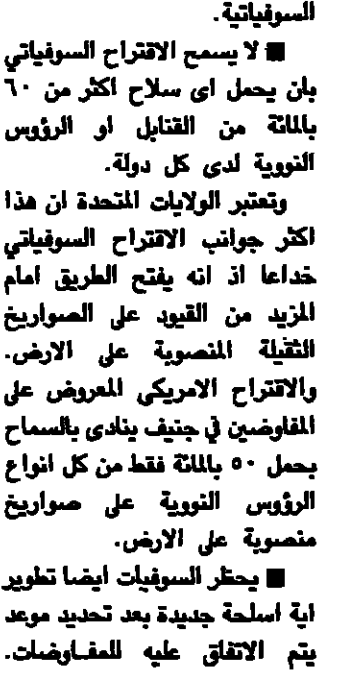 السوفياتية.
■ لا يسمح الاقتراح السوفياتي
بان يحمل اى سلاح اكثر من ٦٠
بالمائة من القنابل او الرؤوس
النووية لدى كل دولة.
وتعتبر الولايات المتحدة ان هذا
اكثر جوانب الاقتراح السوفياتي
خداعا اذ انه يفتح الطريق امام
المزيد من القيود على الصواريخ
الثقيلة المنصوبة على الارض.
والاقتراح الامريكى المعروض على
المفاوضين في جنيف ينادى بالسماح
بحمل ٥٠ بالمائة فقط من كل انواع
الرؤوس النووية على صواريخ
منصوبة على الارض.
■ يحظر السوفيات ايضا تطوير
اية اسلحة جديدة بعد تحديد موعد
يتم الاتفاق عليه للمفاوضات.